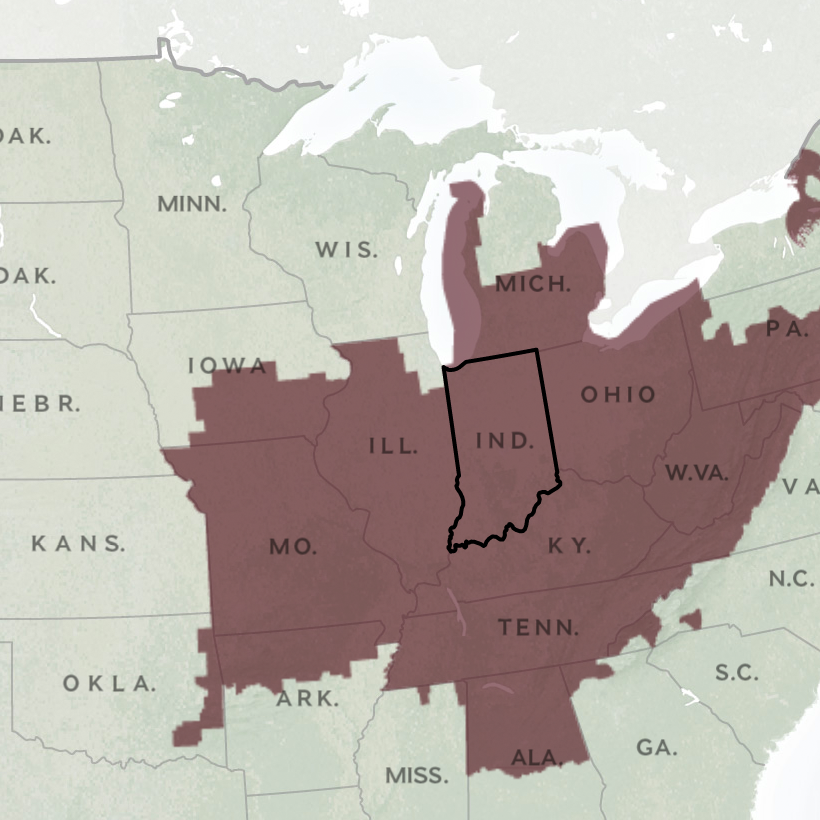 DAK.
MINN.
WIS.
DAK.
MICH.
PA.
IOWA
NEBR.
OHIO
ILL.
IND.
W.VA.
VA
KANS.
MO.
KY.
N.C.
TENN.
OKLA.
ARK.
S.C.
GA.
ALA.
MISS.